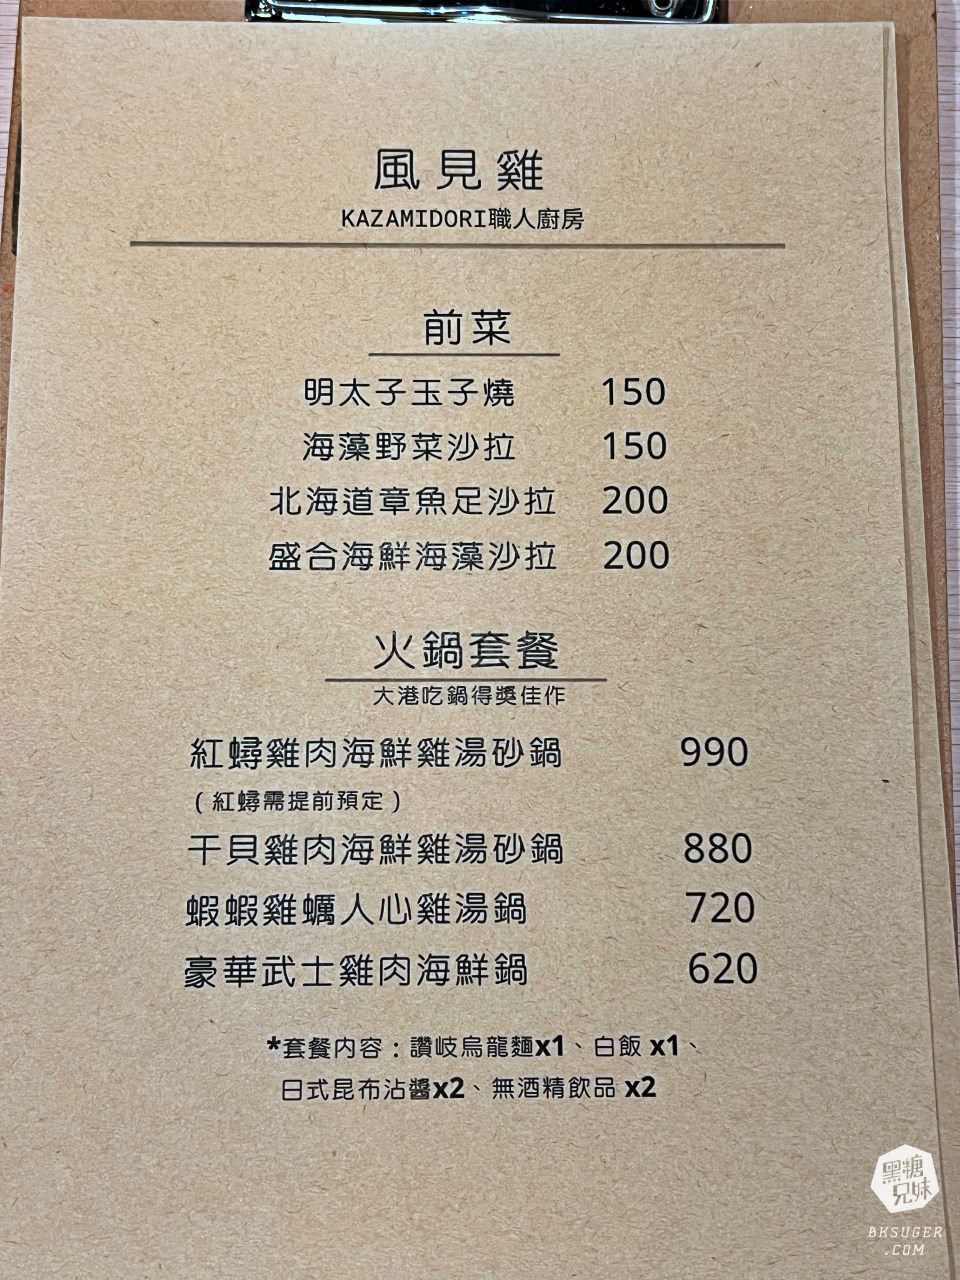 風見雞
KAZAMIDORI職人廚房
前菜
明太子玉子燒 150
海藻野菜沙拉 150
北海道章魚足沙拉 200
盛合海鮮海藻沙拉 200
火鍋套餐
大港吃鍋得獎佳作
紅蟳雞肉海鮮雞湯砂鍋 990
(紅蟳需提前預定)
干貝雞肉海鮮雞湯砂鍋 880
蝦蝦雞蠣人心雞湯鍋 720
豪華武士雞肉海鮮鍋 620
*套餐內容：讚岐烏龍麵x1、白飯 x1、
日式昆布沾醬x2、無酒精飲品 x2
黑糖
兄妹
BKSUGER
.COM